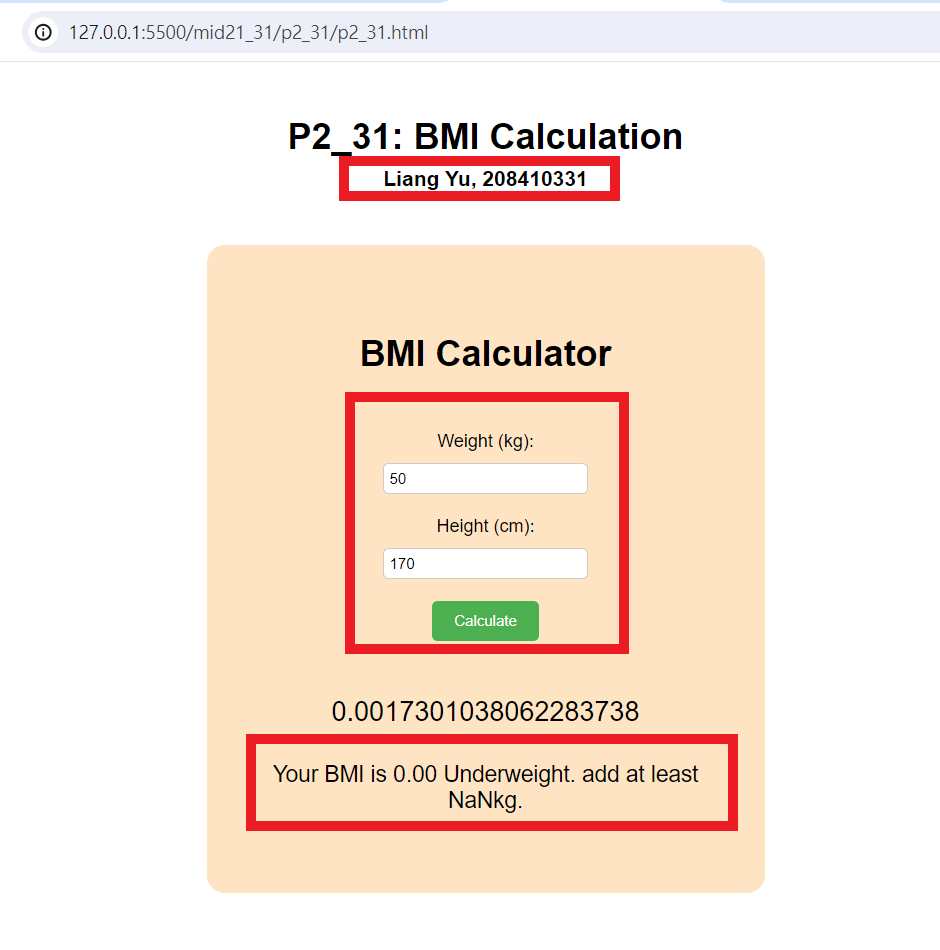 127.0.0.1:5500/mid21_31/p2_31/p2_31.html
P2_31: BMI Calculation
Liang Yu, 208410331
BMI Calculator
Weight (kg):
50
Height (cm):
170
Calculate
0.0017301038062283738
Your BMI is 0.00 Underweight. add at least
NaNkg.